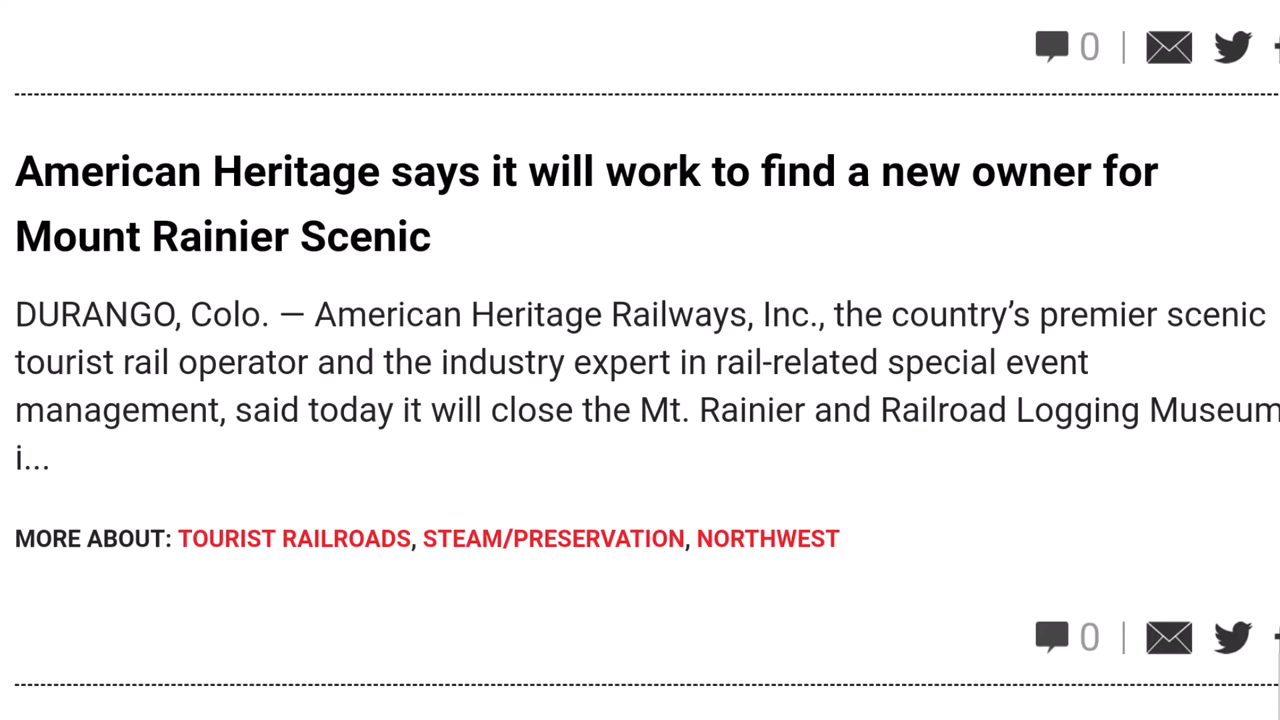 0
American Heritage says it will work to find a new owner for
Mount Rainier Scenic
DURANGO, Colo. — American Heritage Railways, Inc., the country’s premier scenic
tourist rail operator and the industry expert in rail-related special event
management, said today it will close the Mt. Rainier and Railroad Logging Museum
i...
MORE ABOUT: TOURIST RAILROADS, STEAM/PRESERVATION, NORTHWEST
0